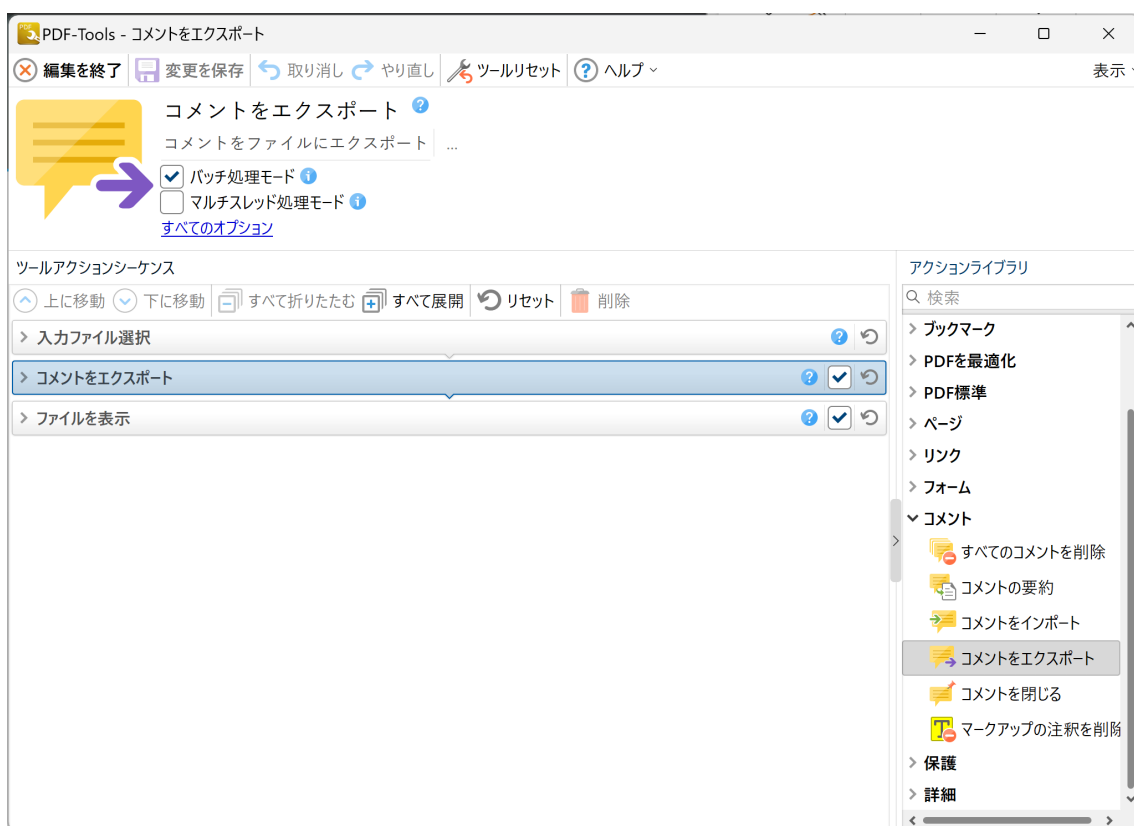 PDF-Tools - コメントをエクスポート
編集を終了 変更を保存 取り消し やり直し ツールリセット ヘルプ 表示
コメントをエクスポート
コメントをファイルにエクスポート ...
バッチ処理モード
マルチスレッド処理モード
すべてのオプション
ツールアクションシーケンス
上に移動 下に移動 すべて折りたたむ すべて展開 リセット 削除
入力ファイル選択
コメントをエクスポート
ファイルを表示
アクションライブラリ
検索
ブックマーク
PDFを最適化
PDF標準
ページ
リンク
フォーム
コメント
すべてのコメントを削除
コメントの要約
コメントをインポート
コメントをエクスポート
コメントを閉じる
マークアップの注釈を削除
保護
詳細